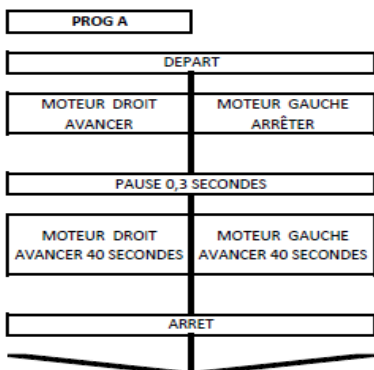 PROG A
DEPART
MOTEUR DROIT
AVANCER
MOTEUR GAUCHE
ARRÊTER
PAUSE 0,3 SECONDES
MOTEUR DROIT
AVANCER 40 SECONDES
MOTEUR GAUCHE
AVANCER 40 SECONDES
ARRET